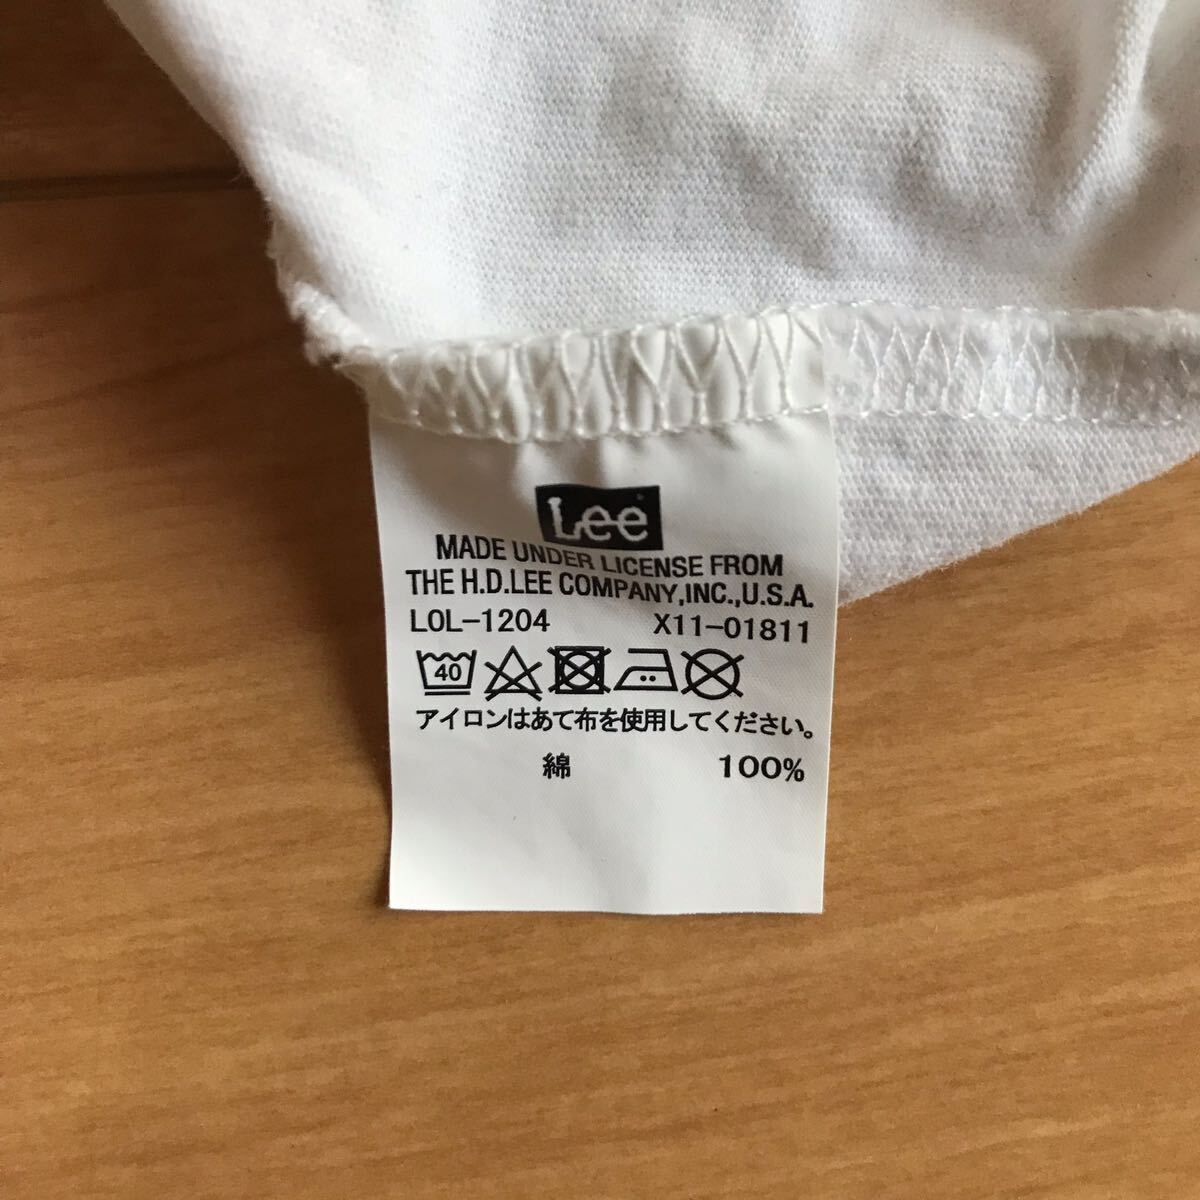 Lee
MADE UNDER LICENSE FROM
THE H.D.LEE COMPANY,INC.,U.S.A.
LOL-1204 X11-01811
40
アイロンはあて布を使用してください。
綿 100%